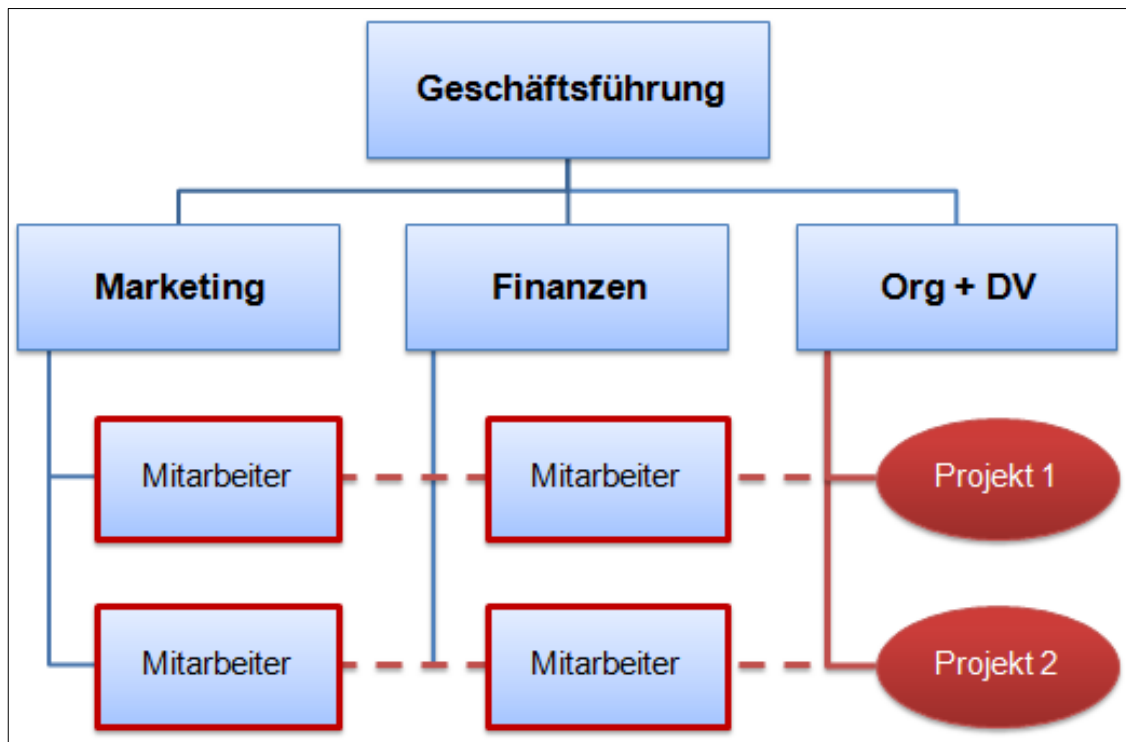 Geschäftsführung
Marketing
Finanzen
Org + DV
Mitarbeiter
Mitarbeiter
Projekt 1
Mitarbeiter
Mitarbeiter
Projekt 2